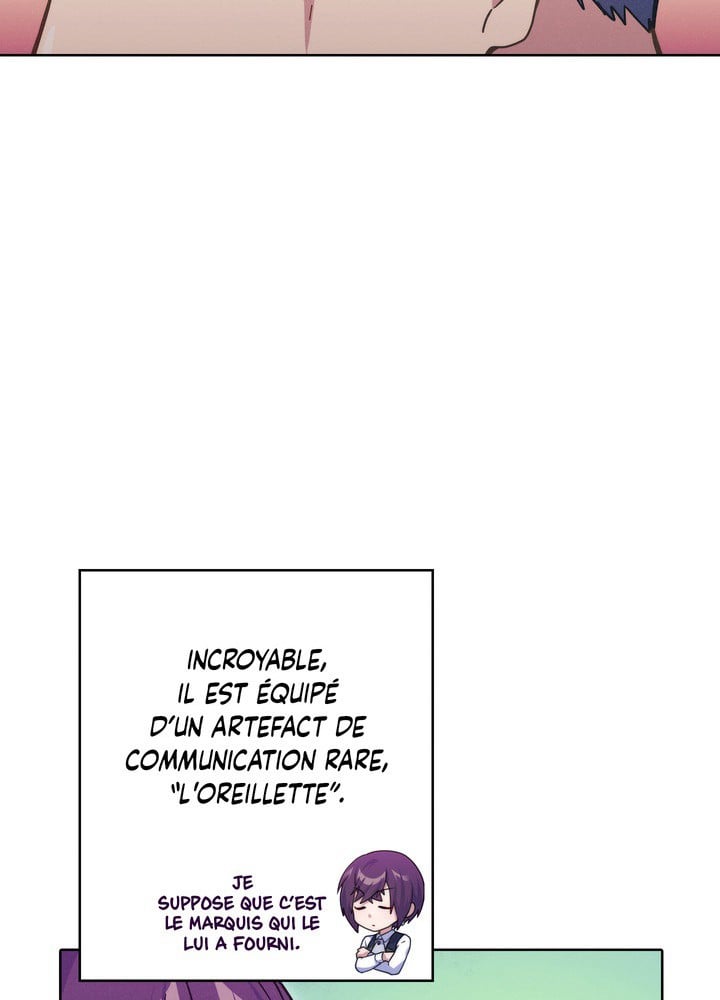 INCROYABLE,
IL EST ÉQUIPÉ
D'UN ARTEFACT DE
COMMUNICATION RARE,
"L'OREILLETTE".
JE
SUPPOSE QUE C'EST
LE MARQUIS QUI LE
LUI A FOURNI.